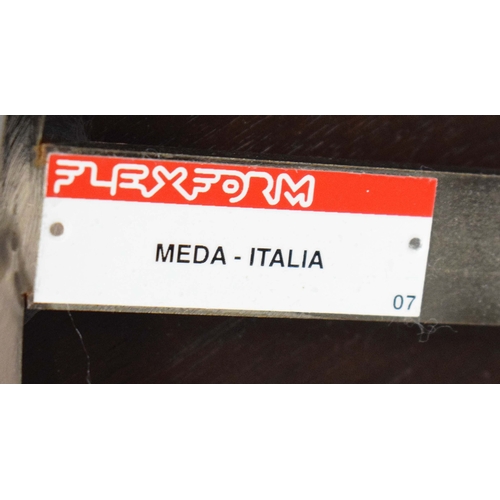 FLEXFORM
MEDA - ITALIA
07